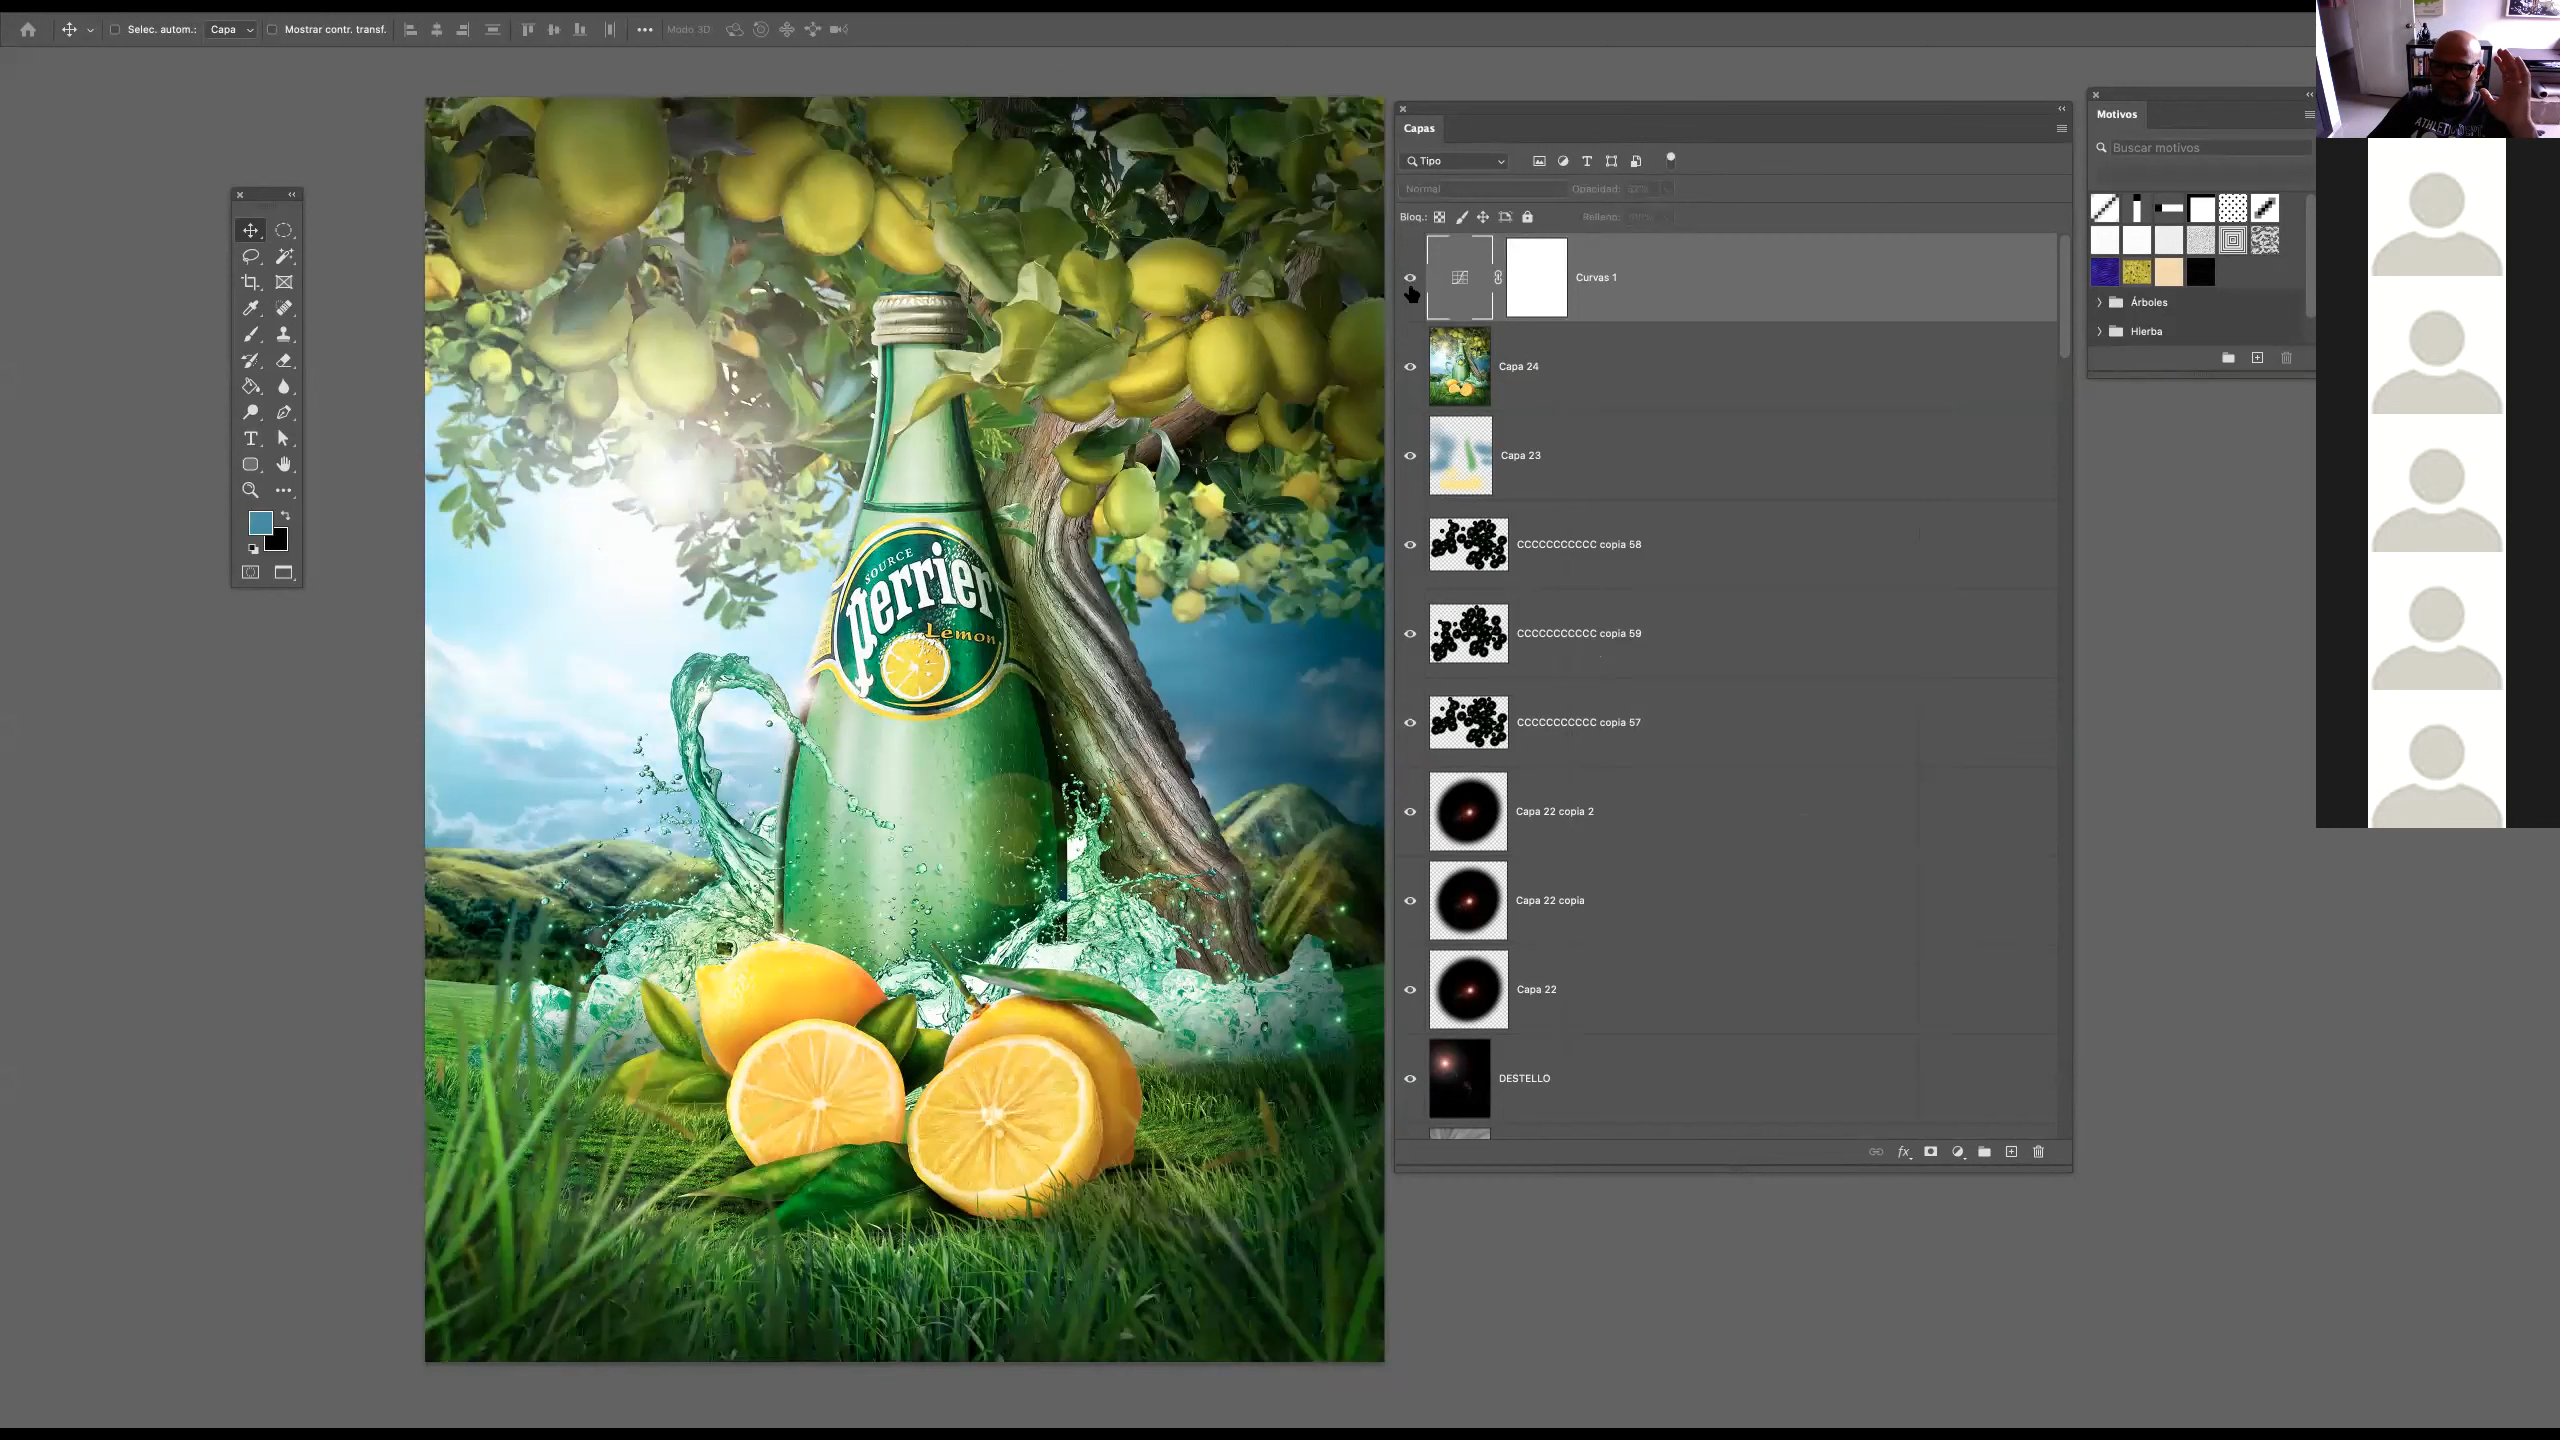 Selec. autom.: Capa Mostrar contr. transf. Modo 3D
Capas
Tipo
Normal Opacidad:
Bloq.: Relleno:
Curvas 1
Capa 24
Capa 23
CCCCCCCCCCC copia 58
CCCCCCCCCCC copia 59
CCCCCCCCCCC copia 57
Capa 22 copia 2
Capa 22 copia
Capa 22
DESTELLO
fx
Motivos
Buscar motivos
Árboles
Hierba
SOURCE
perrier
Lemon